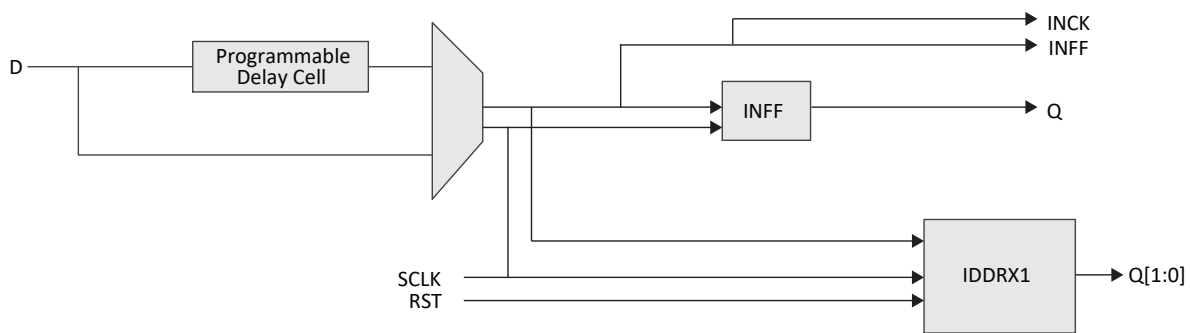 INCK
INFF
Programmable
Delay Cell
D
INFF
Q
SCLK
RST
IDDRX1
Q[1:0]